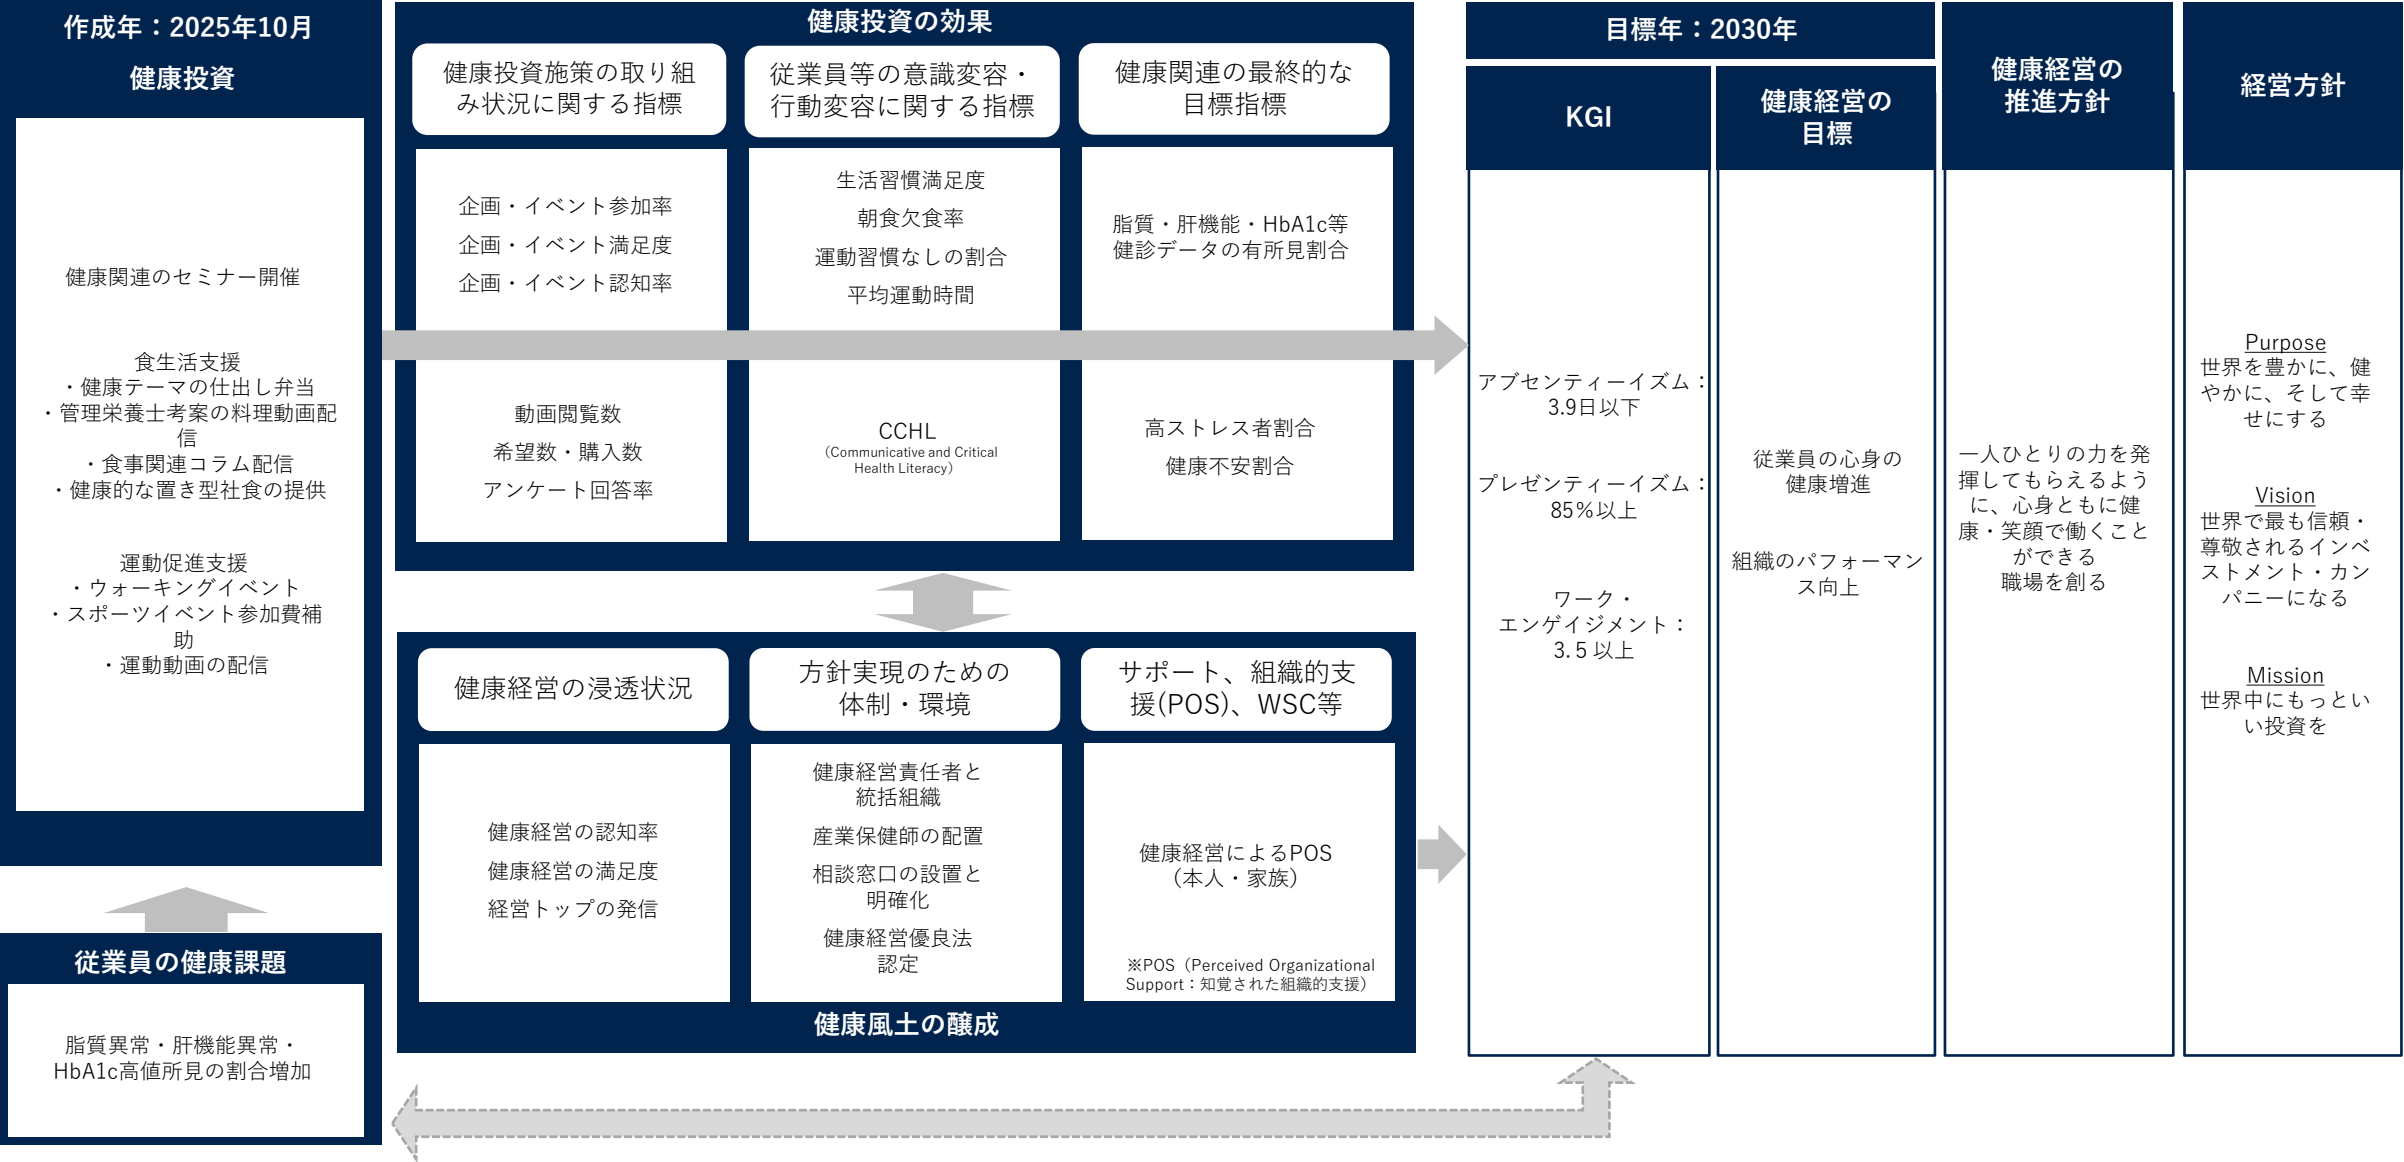 作成年：2025年10月
健康投資
健康関連のセミナー開催
食生活支援
・健康テーマの仕出し弁当
・管理栄養士考案の料理動画配
信
・食事関連コラム配信
・健康的な置き型社食の提供
運動促進支援
・ウォーキングイベント
・スポーツイベント参加費補
助
・運動動画の配信
従業員の健康課題
脂質異常・肝機能異常・
HbA1c高値所見の割合増加
健康投資の効果
健康投資施策の取り組
み状況に関する指標
企画・イベント参加率
企画・イベント満足度
企画・イベント認知率
動画閲覧数
希望数・購入数
アンケート回答率
従業員等の意識変容・
行動変容に関する指標
生活習慣満足度
朝食欠食率
運動習慣なしの割合
平均運動時間
CCHL
（Communicative and Critical
Health Literacy）
健康関連の最終的な
目標指標
脂質・肝機能・HbA1c等
健診データの有所見割合
高ストレス者割合
健康不安割合
健康経営の浸透状況
健康経営の認知率
健康経営の満足度
経営トップの発信
方針実現のための
体制・環境
健康経営責任者と
統括組織
産業保健師の配置
相談窓口の設置と
明確化
健康経営優良法
認定
サポート、組織的支
援(POS)、WSC等
健康経営によるPOS
（本人・家族）
※POS（Perceived Organizational
Support：知覚された組織的支援）
健康風土の醸成
目標年：2030年
KGI
アブセンティーイズム：
3.9日以下
プレゼンティーイズム：
85％以上
ワーク・
エンゲイジメント：
3.５以上
健康経営の
目標
従業員の心身の
健康増進
組織のパフォーマン
ス向上
健康経営の
推進方針
一人ひとりの力を発
揮してもらえるよう
に、心身ともに健
康・笑顔で働くこと
ができる
職場を創る
経営方針
Purpose
世界を豊かに、健
やかに、そして幸
せにする
Vision
世界で最も信頼・
尊敬されるインベ
ストメント・カン
パニーになる
Mission
世界中にもっとい
い投資を